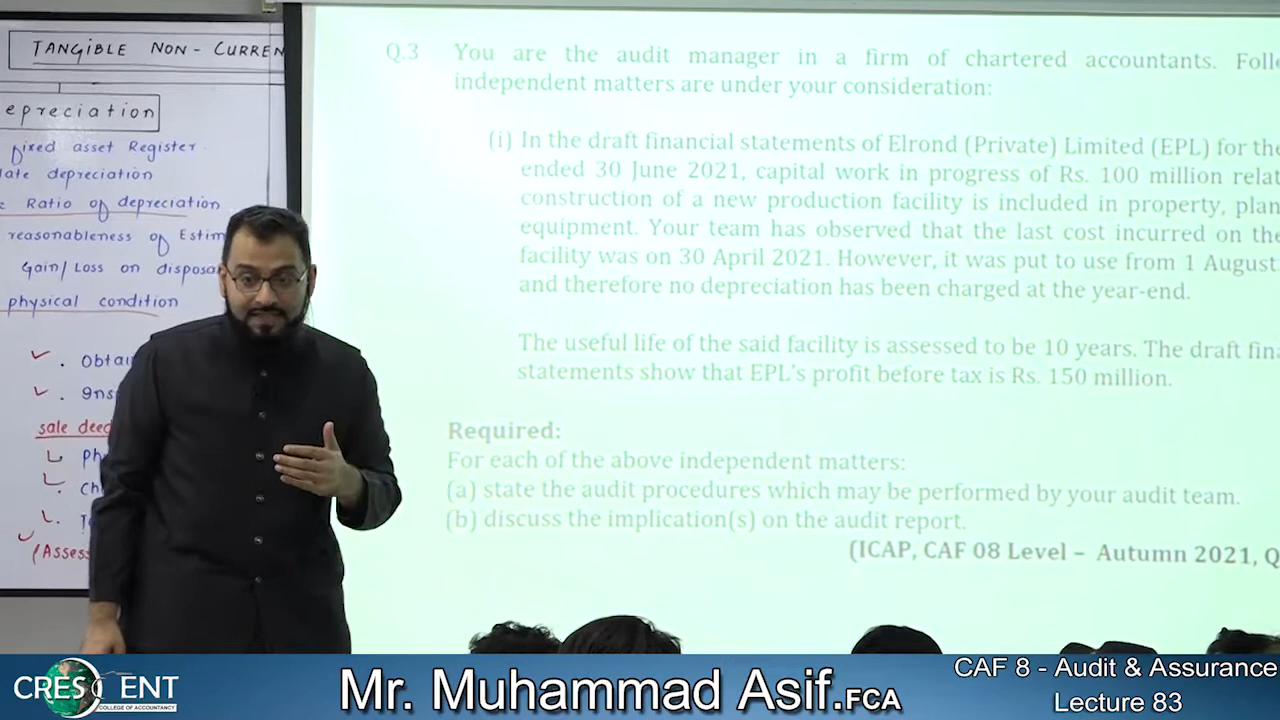 TANGIBLE NON - CURREN
epreciation
fixed asset Register
late depreciation
Ratio of depreciation
reasonableness of Estim
Gain/Loss on disposa
physical condition
✓ . Obtai
✓ . Ins
sale deed
Ph
Ch
(Assess
Q.3 You are the audit manager in a firm of chartered accountants. Follo
independent matters are under your consideration:
(i) In the draft financial statements of Elrond (Private) Limited (EPL) for the
ended 30 June 2021, capital work in progress of Rs. 100 million relat
construction of a new production facility is included in property, plan
equipment. Your team has observed that the last cost incurred on the
facility was on 30 April 2021. However, it was put to use from 1 August
and therefore no depreciation has been charged at the year-end.
The useful life of the said facility is assessed to be 10 years. The draft fina
statements show that EPL's profit before tax is Rs. 150 million.
Required:
For each of the above independent matters:
(a) state the audit procedures which may be performed by your audit team.
(b) discuss the implication(s) on the audit report.
(ICAP, CAF 08 Level – Autumn 2021, Q
CRESCENT
COLLEGE OF ACCOUNTANCY
Mr. Muhammad Asif.FCA
CAF 8 - Audit & Assurance
Lecture 83